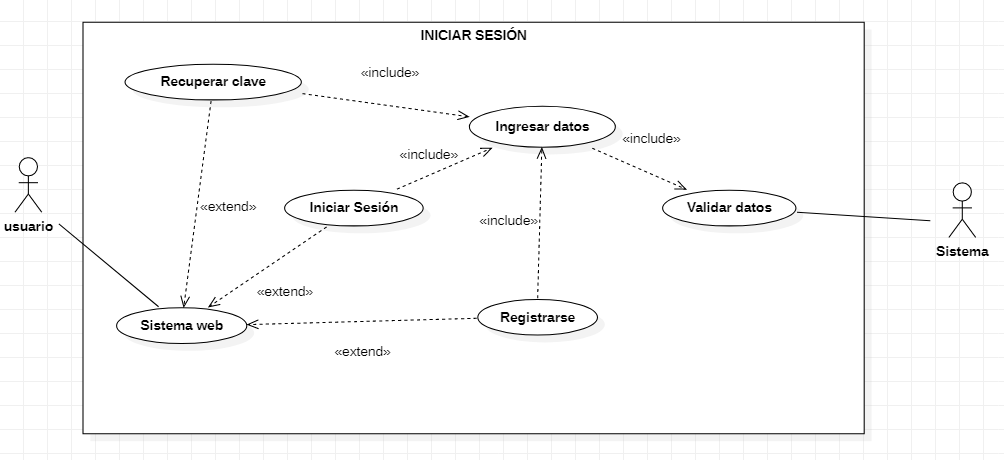 INICIAR SESIÓN
Recuperar clave
«include»
Ingresar datos
«include»
«include»
usuario
«extend»
Iniciar Sesión
«include»
Validar datos
Sistema
«extend»
Sistema web
Registrarse
«extend»